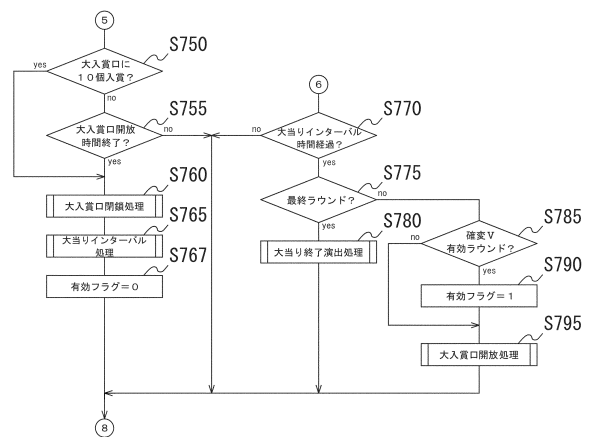 5
S750
大入賞口に
10個入賞?
yes
no
S755
大入賞口開放
時間終了?
no
yes
S760
大入賞口閉鎖処理
S765
大当りインターバル
処理
S767
有効フラグ=0
6
S770
大当りインターバル
時間経過?
no
yes
S775
最終ラウンド?
no
yes
S780
大当り終了演出処理
S785
確変V
有効ラウンド?
no
yes
S790
有効フラグ=1
S795
大入賞口開放処理
8